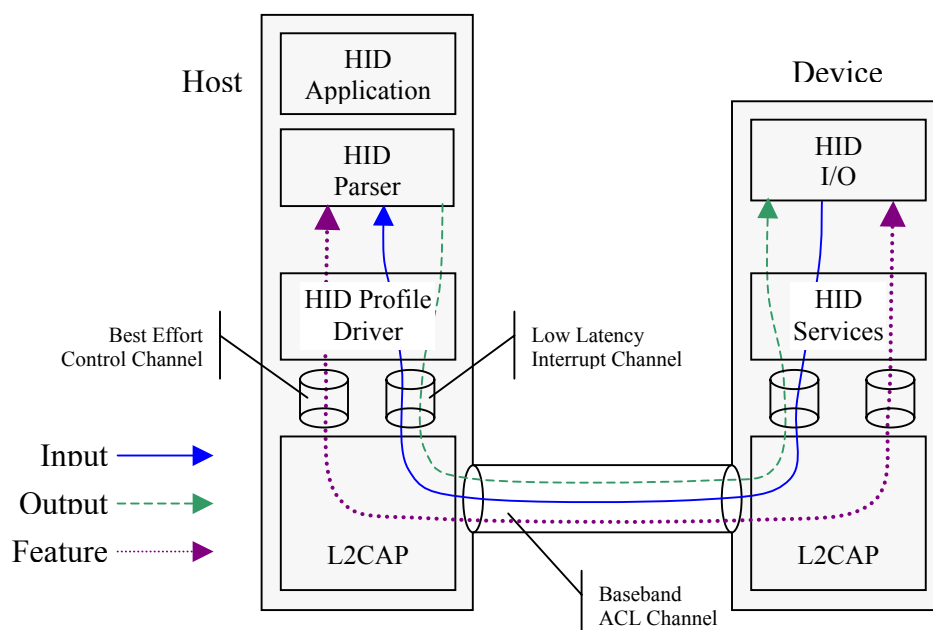 Host
HID
Application
HID
Parser
HID Profile
Driver
Best Effort
Control Channel
Low Latency
Interrupt Channel
L2CAP
Device
HID
I/O
HID
Services
L2CAP
Input
Output
Feature
Baseband
ACL Channel